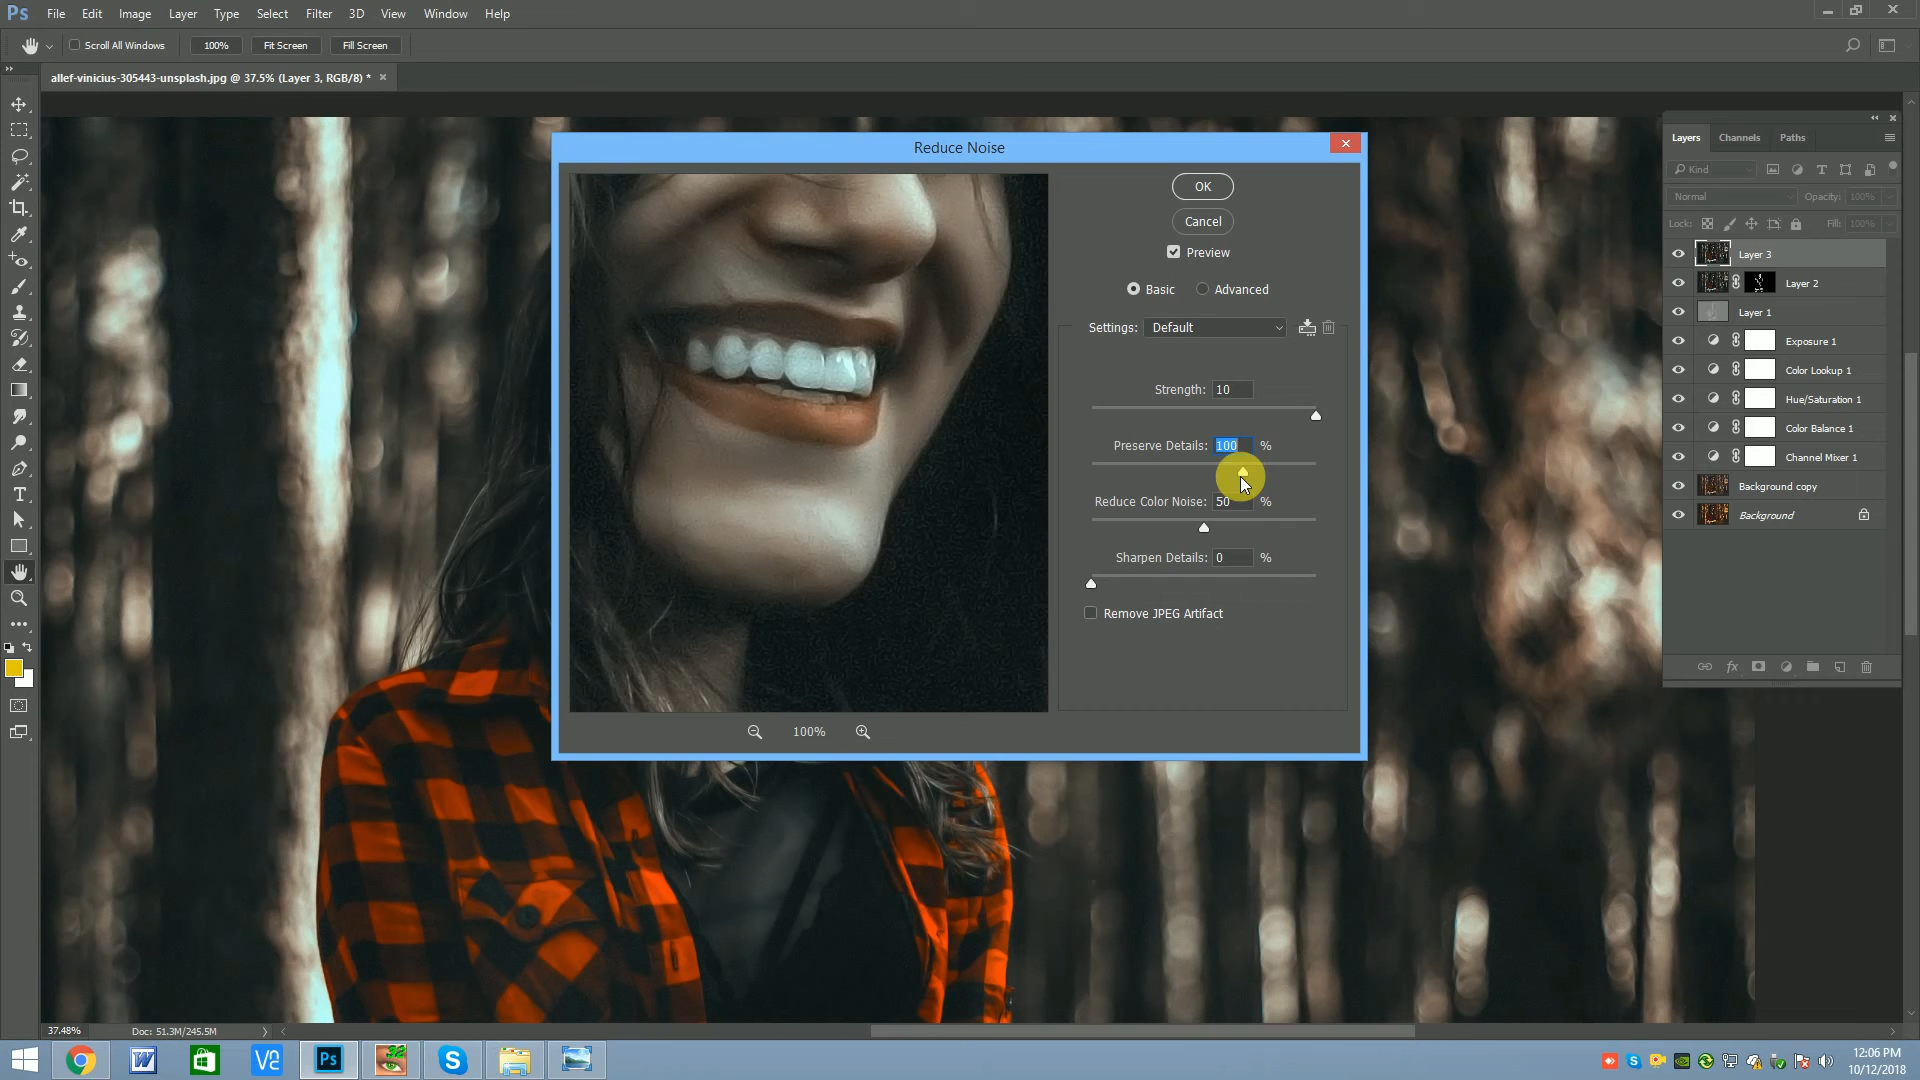 Ps File Edit Image Layer Type Select Filter 3D View Window Help
Scroll All Windows 100% Fit Screen Fill Screen
allef-vinicius-305443-unsplash.jpg @ 37.5% (Layer 3, RGB/8) *
Reduce Noise
OK
Cancel
Preview
Basic Advanced
Settings: Default
Strength: 10
Preserve Details: 100 %
Reduce Color Noise: 50 %
Sharpen Details: 0 %
Remove JPEG Artifact
100%
Layers Channels Paths
Kind
Normal Opacity: 100%
Lock: Fill: 100%
Layer 3
Layer 2
Layer 1
Exposure 1
Color Lookup 1
Hue/Saturation 1
Color Balance 1
Channel Mixer 1
Background copy
Background
fx
37.48% Doc: 51.3M/245.5M
Ps
12:06 PM
10/12/2018